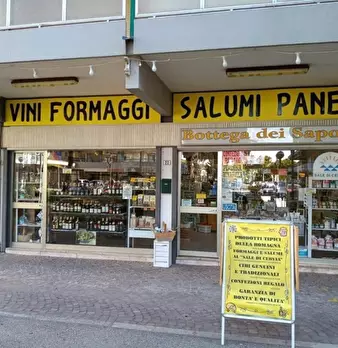 VINI FORMAGGI
SALUMI PANE
Bottega dei Sapo
PRODOTTI TIPICI
DELLA ROMAGNA
FORMAGGI E SALUMI
AL "SALE DI CERVIA"
CIBI GENUINI
E TRADIZIONALI
CONFEZIONI REGALO
GARANZIA DI
BONTA' E QUALITA'